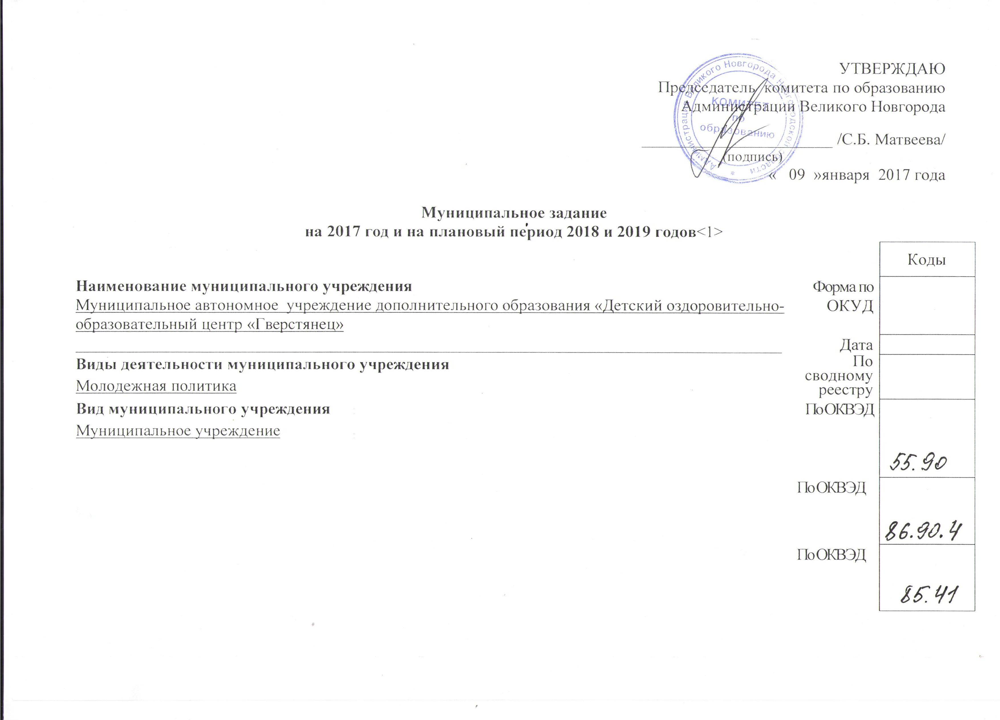 УТВЕРЖДАЮ
Председатель комитета по образованию
Администрации Великого Новгорода
/С.Б. Матвеева/
(подпись)
« 09 »января 2017 года
Администрация Великого Новгорода Новгородской области *
КОМИТЕТ
по
образованию
Муниципальное задание
на 2017 год и на плановый период 2018 и 2019 годов<1>
Коды
Наименование муниципального учреждения
Муниципальное автономное учреждение дополнительного образования «Детский оздоровительно-
образовательный центр «Гверстянец»
Форма по
ОКУД
Дата
Виды деятельности муниципального учреждения
Молодежная политика
По
сводному
реестру
Вид муниципального учреждения
Муниципальное учреждение
По ОКВЭД
55.90
По ОКВЭД
86.90.4
По ОКВЭД
85.41